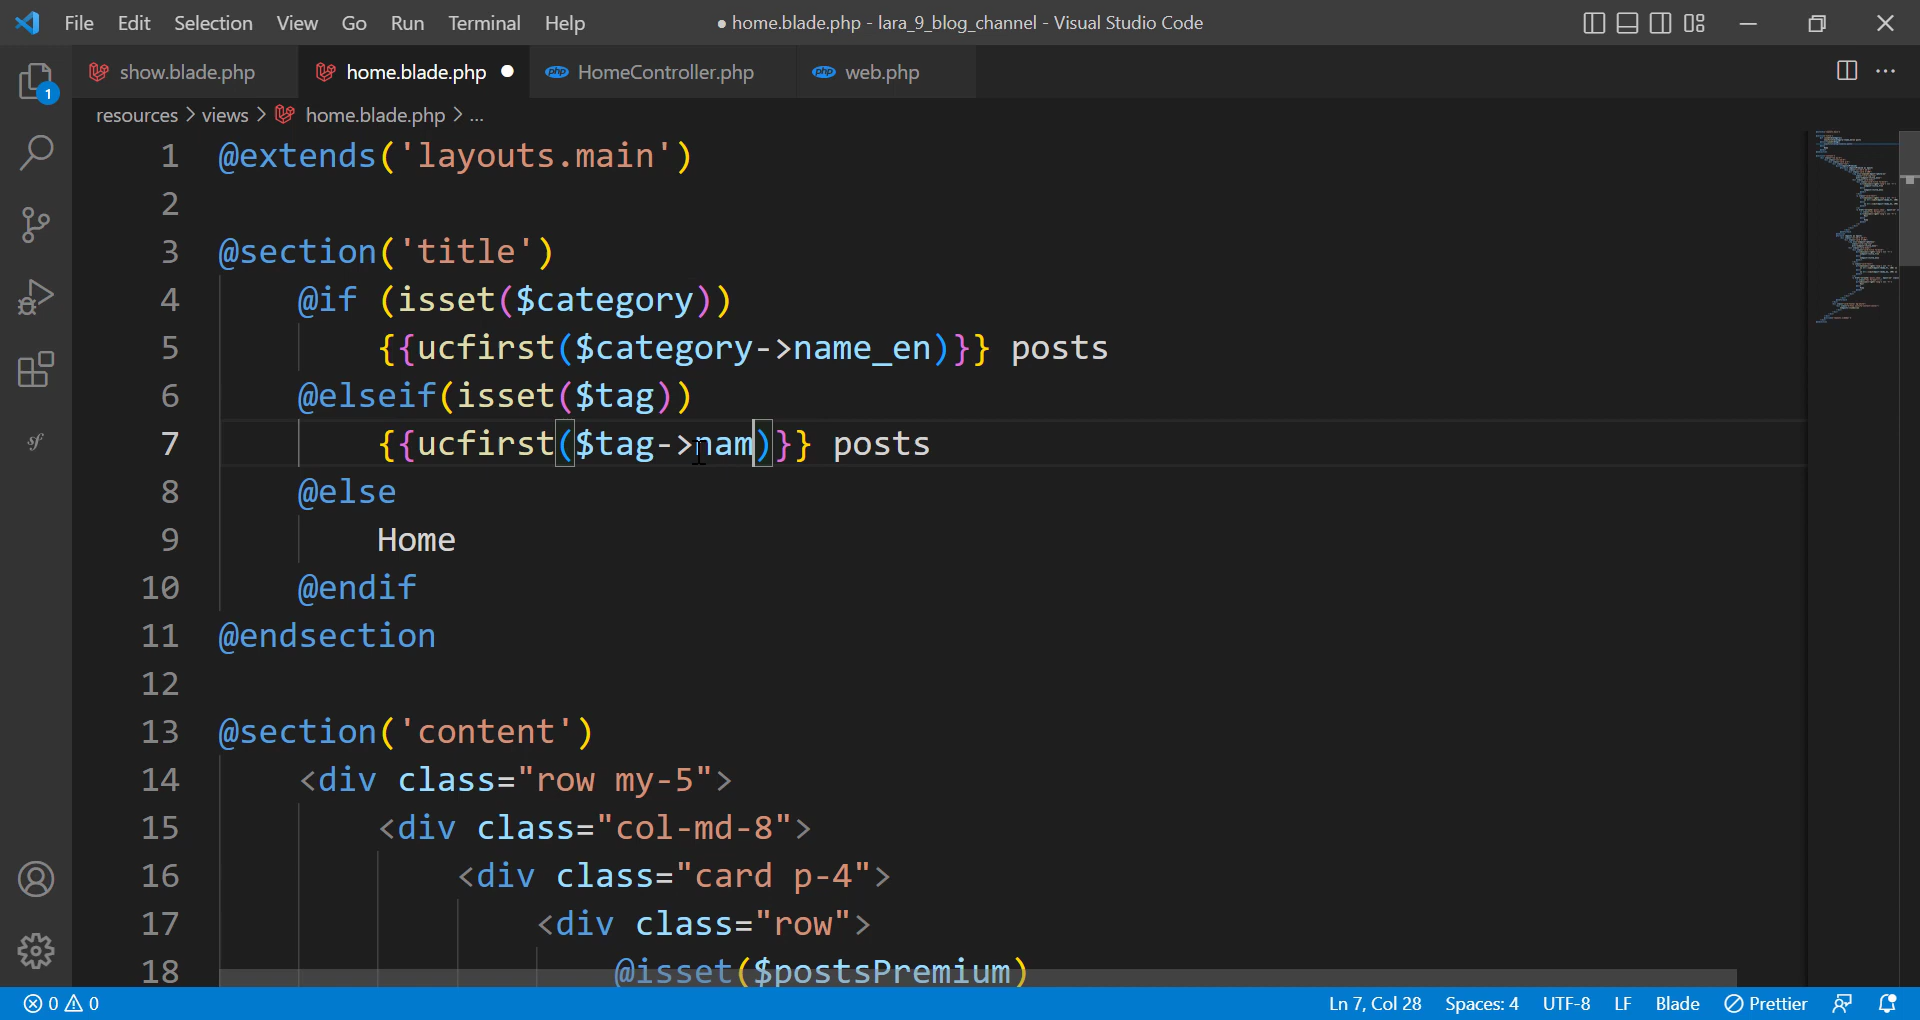 File Edit Selection View Go Run Terminal Help ● home.blade.php - lara_9_blog_channel - Visual Studio Code
show.blade.php home.blade.php ● php HomeController.php php web.php
1
resources > views > home.blade.php > ...
1 @extends('layouts.main')
2
3 @section('title')
4 @if (isset($category))
5 {{ucfirst($category->name_en)}} posts
6 @elseif(isset($tag))
7 {{ucfirst($tag->nam)}} posts
8 @else
9 Home
10 @endif
11 @endsection
12
13 @section('content')
14 <div class="row my-5">
15 <div class="col-md-8">
16 <div class="card p-4">
17 <div class="row">
18 @isset($postsPremium)
0 0 Ln 7, Col 28 Spaces: 4 UTF-8 LF Blade Prettier